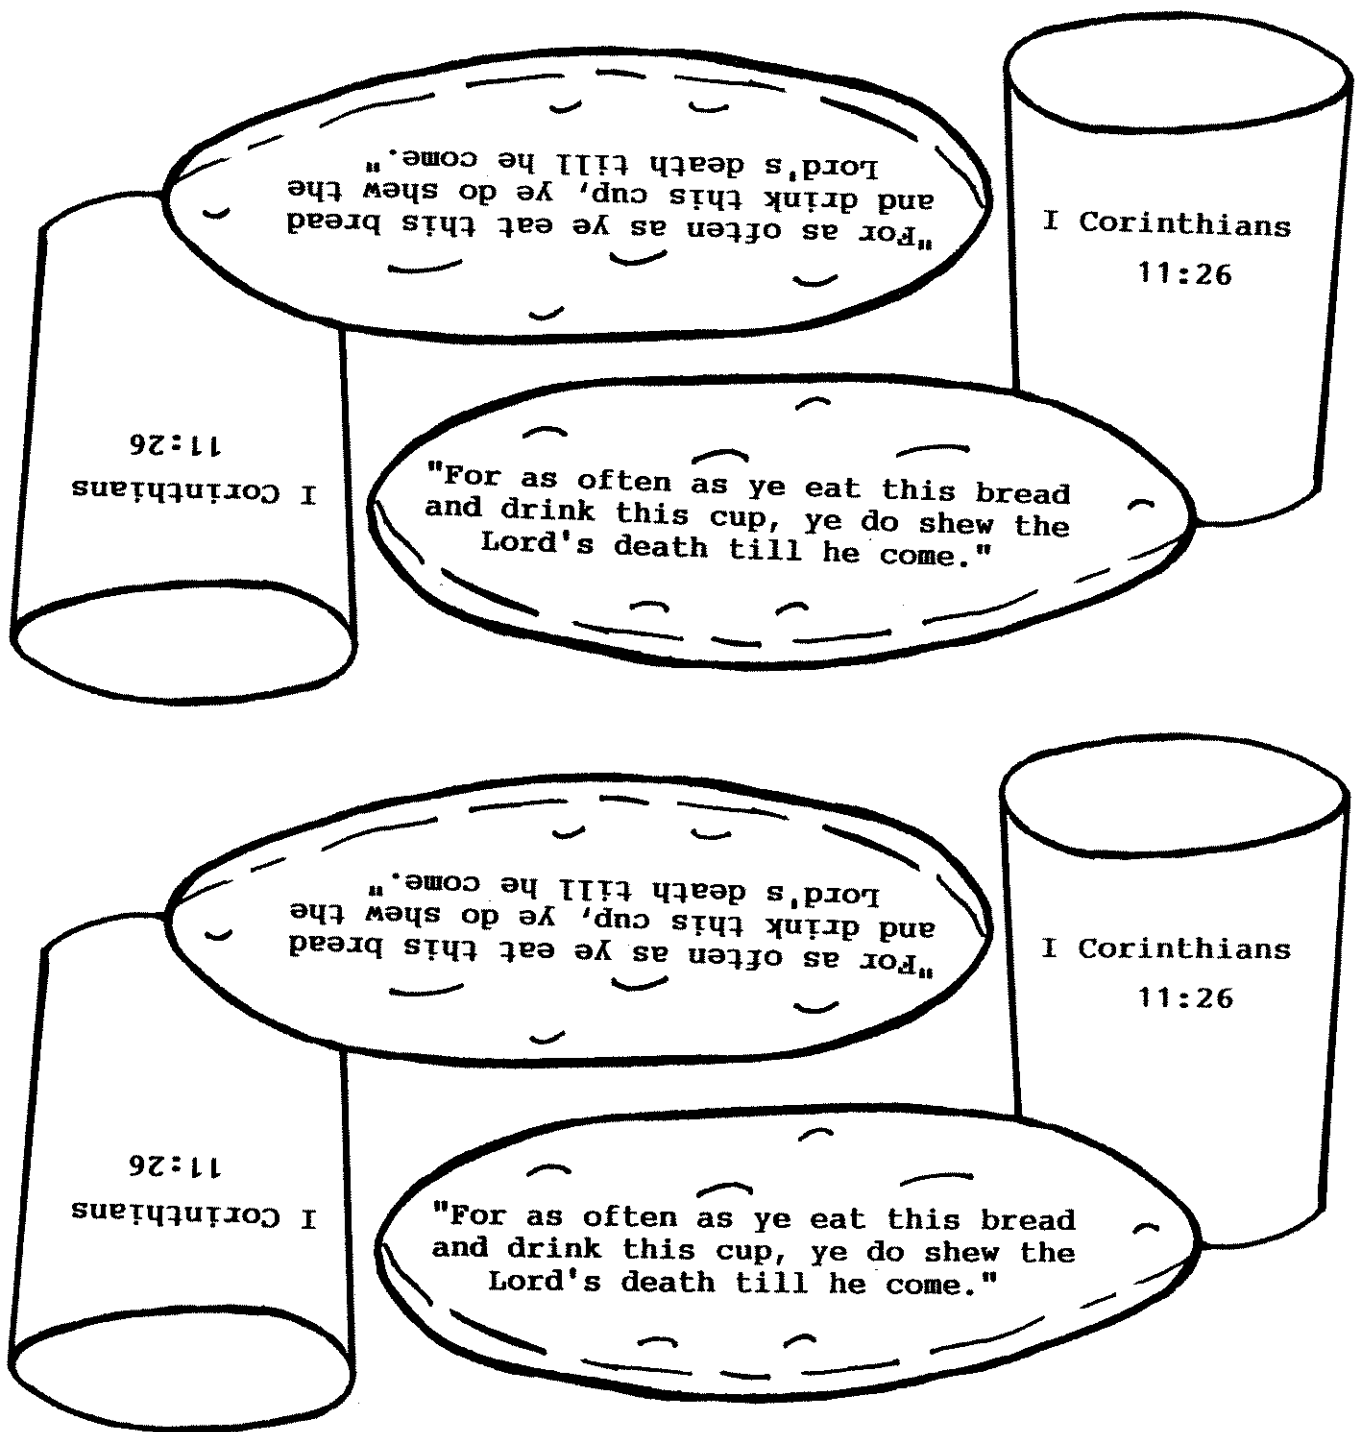 "For as often as ye eat this bread
and drink this cup, ye do shew the
Lord's death till he come."
I Corinthians
11:26
I Corinthians
11:26
"For as often as ye eat this bread
and drink this cup, ye do shew the
Lord's death till he come."
"For as often as ye eat this bread
and drink this cup, ye do shew the
Lord's death till he come."
I Corinthians
11:26
I Corinthians
11:26
"For as often as ye eat this bread
and drink this cup, ye do shew the
Lord's death till he come."